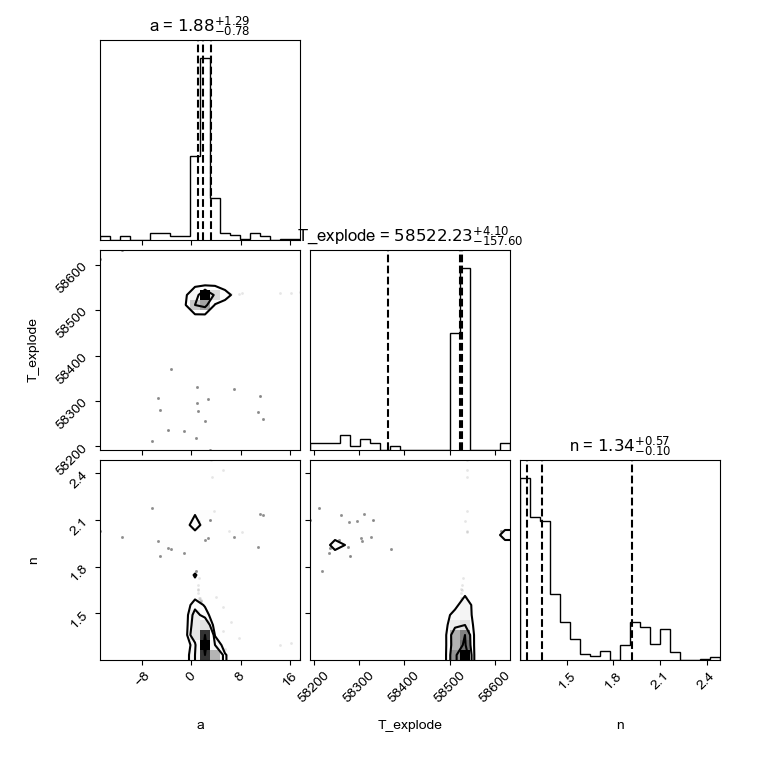 a = 1.88+1.29−0.78
T_explode = 58522.23+4.10−157.60
58600
58500
58400
58300
58200
T_explode
n = 1.34+0.57−0.10
2.4
2.1
1.8
1.5
n
−8
0
8
16
58200
58300
58400
58500
58600
1.5
1.8
2.1
2.4
a
T_explode
n